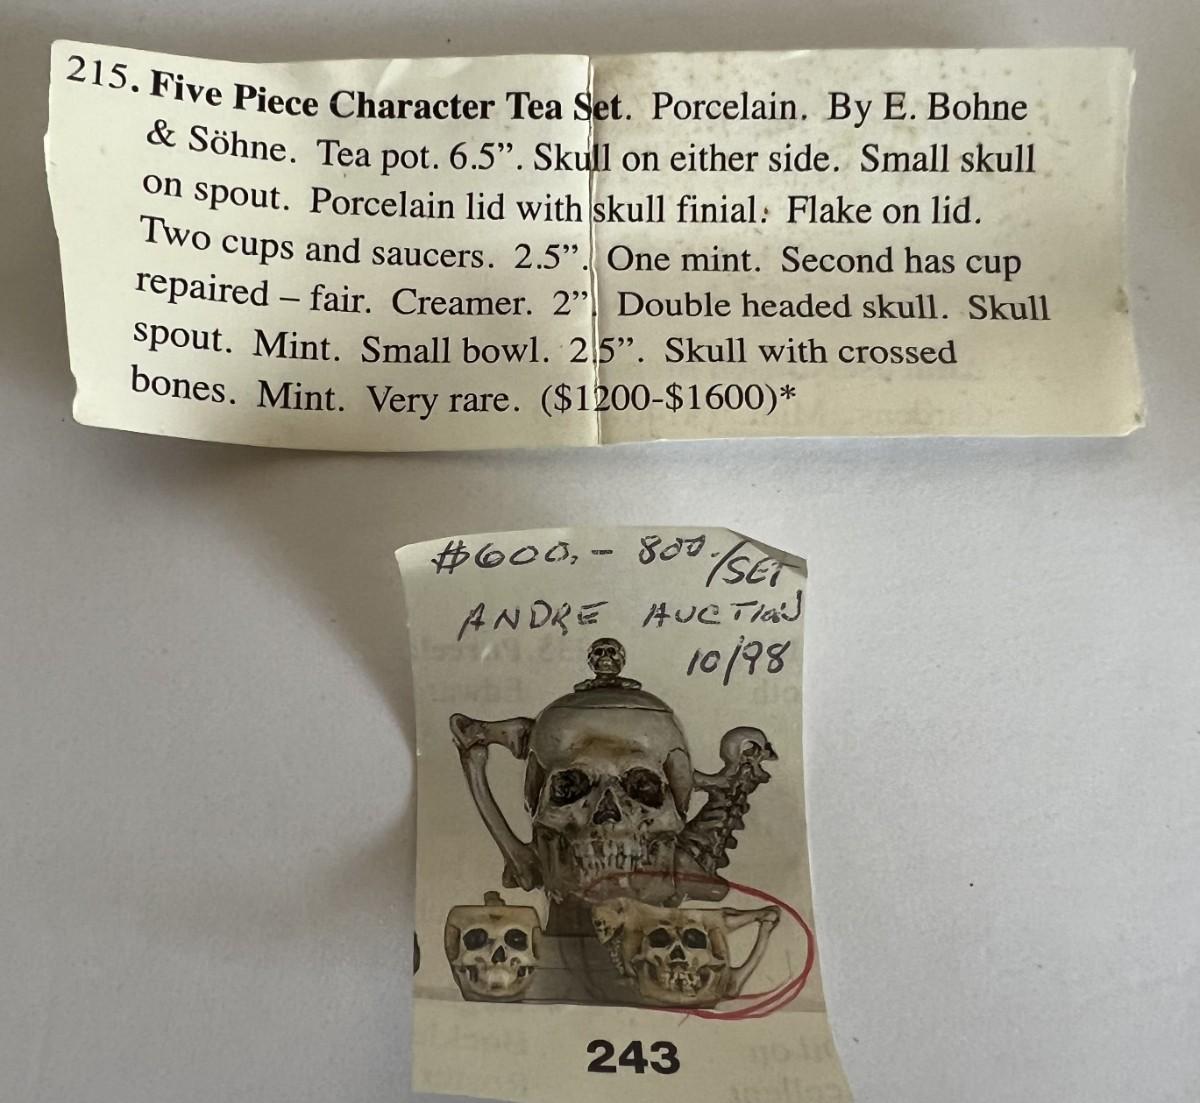 215. Five Piece Character Tea Set. Porcelain. By E. Bohne
& Söhne. Tea pot. 6.5”. Skull on either side. Small skull
on spout. Porcelain lid with skull finial. Flake on lid.
Two cups and saucers. 2.5”. One mint. Second has cup
repaired – fair. Creamer. 2”. Double headed skull. Skull
spout. Mint. Small bowl. 2.5”. Skull with crossed
bones. Mint. Very rare. ($1200-$1600)*
$600.- 800./SET
ANDRE AUCTION
10/98
243